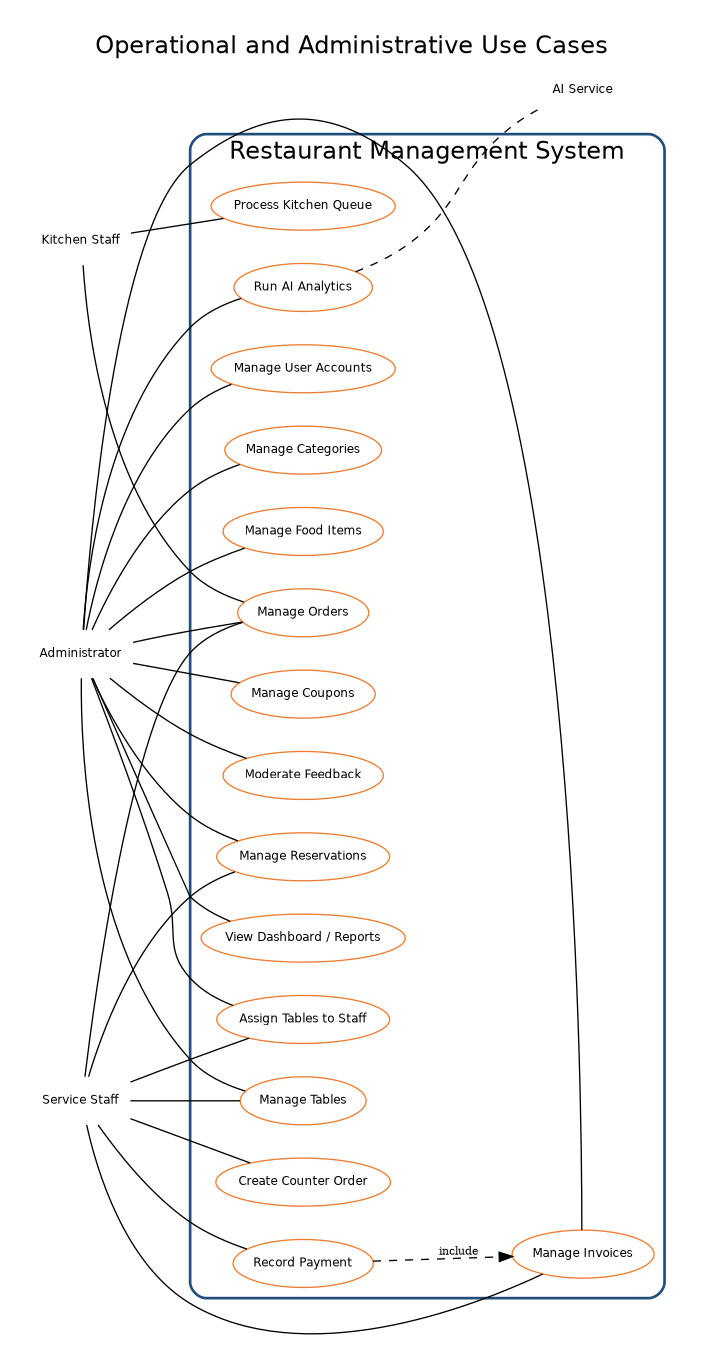 Operational and Administrative Use Cases
AI Service
Restaurant Management System
Process Kitchen Queue
Kitchen Staff
Run AI Analytics
Manage User Accounts
Manage Categories
Manage Food Items
Manage Orders
Administrator
Manage Coupons
Moderate Feedback
Manage Reservations
View Dashboard / Reports
Assign Tables to Staff
Service Staff
Manage Tables
Create Counter Order
include
Manage Invoices
Record Payment